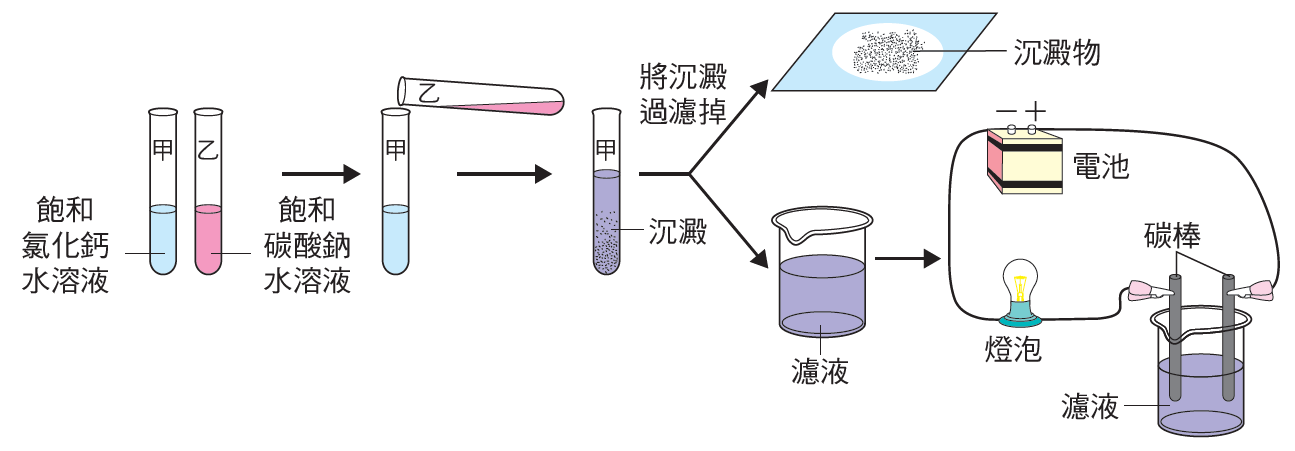 甲
乙
飽和
氯化鈣
水溶液
飽和
碳酸鈉
水溶液
乙
甲
甲
沉澱
將沉澱
過濾掉
沉澱物
濾液
－＋
電池
燈泡
碳棒
濾液